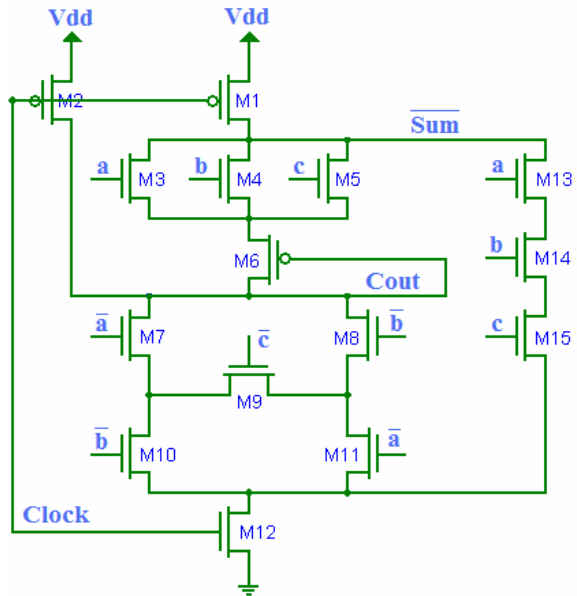 Vdd Vdd
M2 M1
S̅u̅m̅
a b c a
M3 M4 M5 M13
b
M6 M14
Cout
a̅ b̅ c
M7 c̅ M8 M15
M9
b̅ a̅
M10 M11
Clock
M12